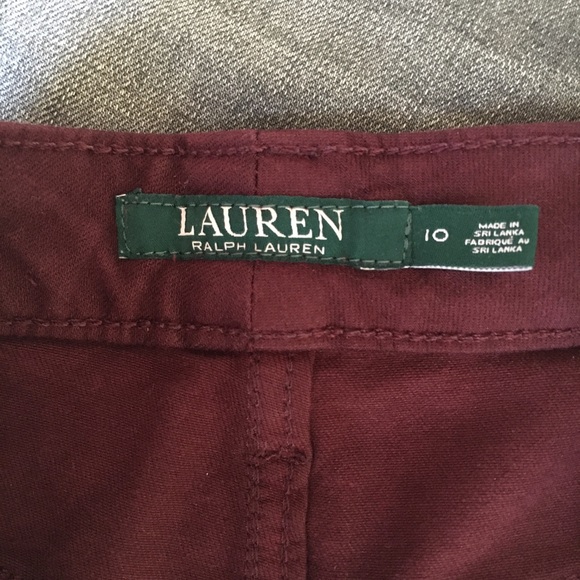 LAUREN
RALPH LAUREN
10
MADE IN
SRI LANKA
FABRIQUÉ AU
SRI LANKA